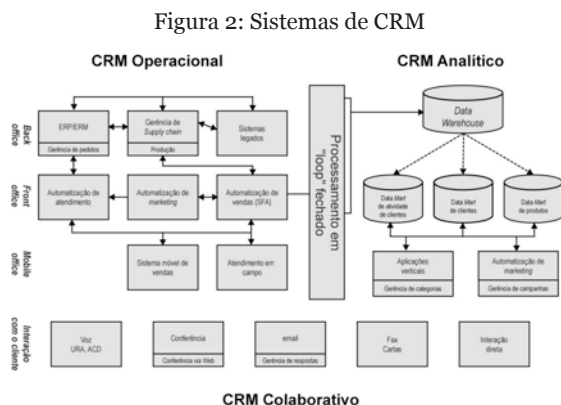 Figura 2: Sistemas de CRM
CRM Operacional
CRM Analítico
Back
office
ERP/ERM
Gerência de pedidos
Gerência de
Supply chain
Produção
Sistemas
legados
Front
office
Automatização de
atendimento
Automatização de
marketing
Automatização de
vendas (SFA)
Mobile
office
Sistema móvel de
vendas
Atendimento em
campo
Processamento em
"loop" fechado
Data
Warehouse
Data Mart
de atividade
de clientes
Data Mart
de clientes
Data Mart
de produtos.
Aplicações
verticais
Gerência de categorias
Automatização de
marketing
Gerência de campanhas
Interação
com o cliente
Voz
URA, ACD
Conferência
Conferência via Web
email
Gerência de respostas
Fax
Cartas
Interação
direta
CRM Colaborativo